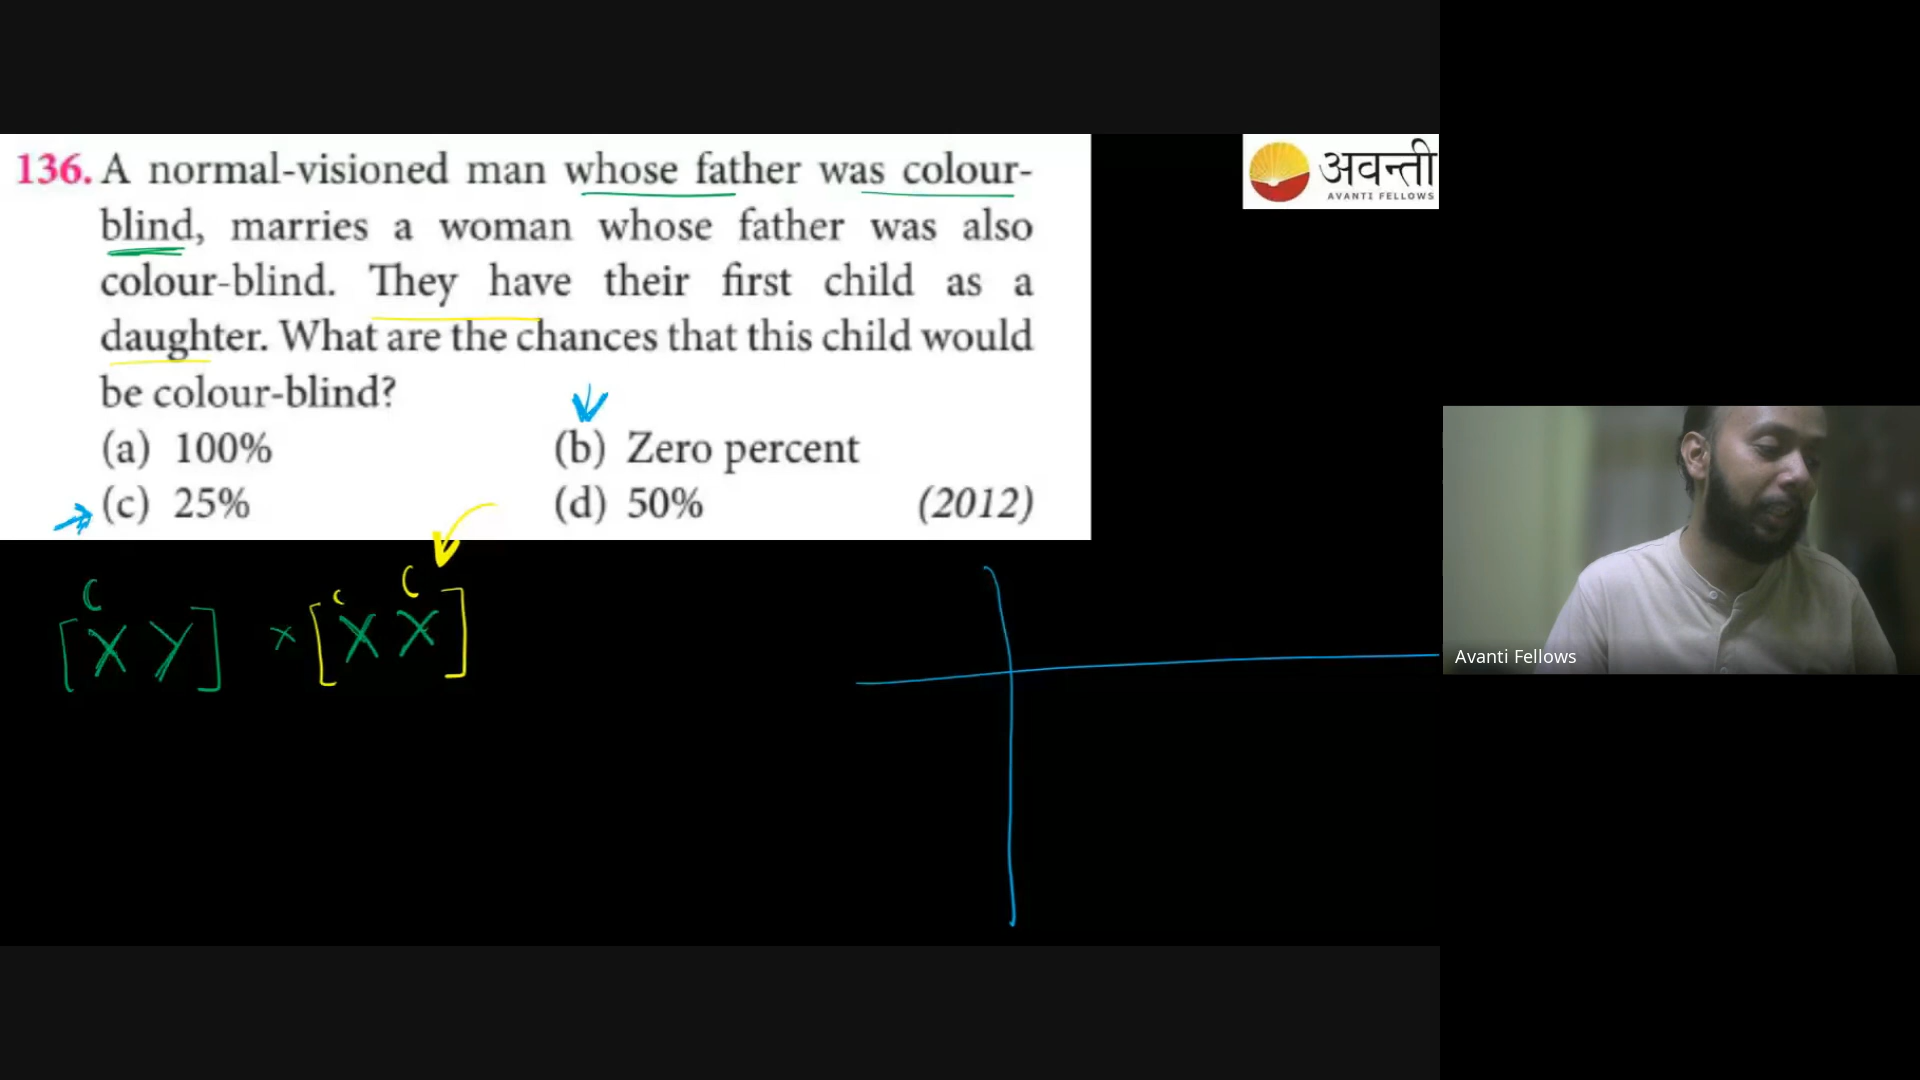 136. A normal-visioned man whose father was colour-
blind, marries a woman whose father was also
colour-blind. They have their first child as a
daughter. What are the chances that this child would
be colour-blind?
(a) 100% (b) Zero percent
(c) 25% (d) 50% (2012)
अवन्ती
AVANTI FELLOWS
C c C
[X Y] × [X X]
Avanti Fellows